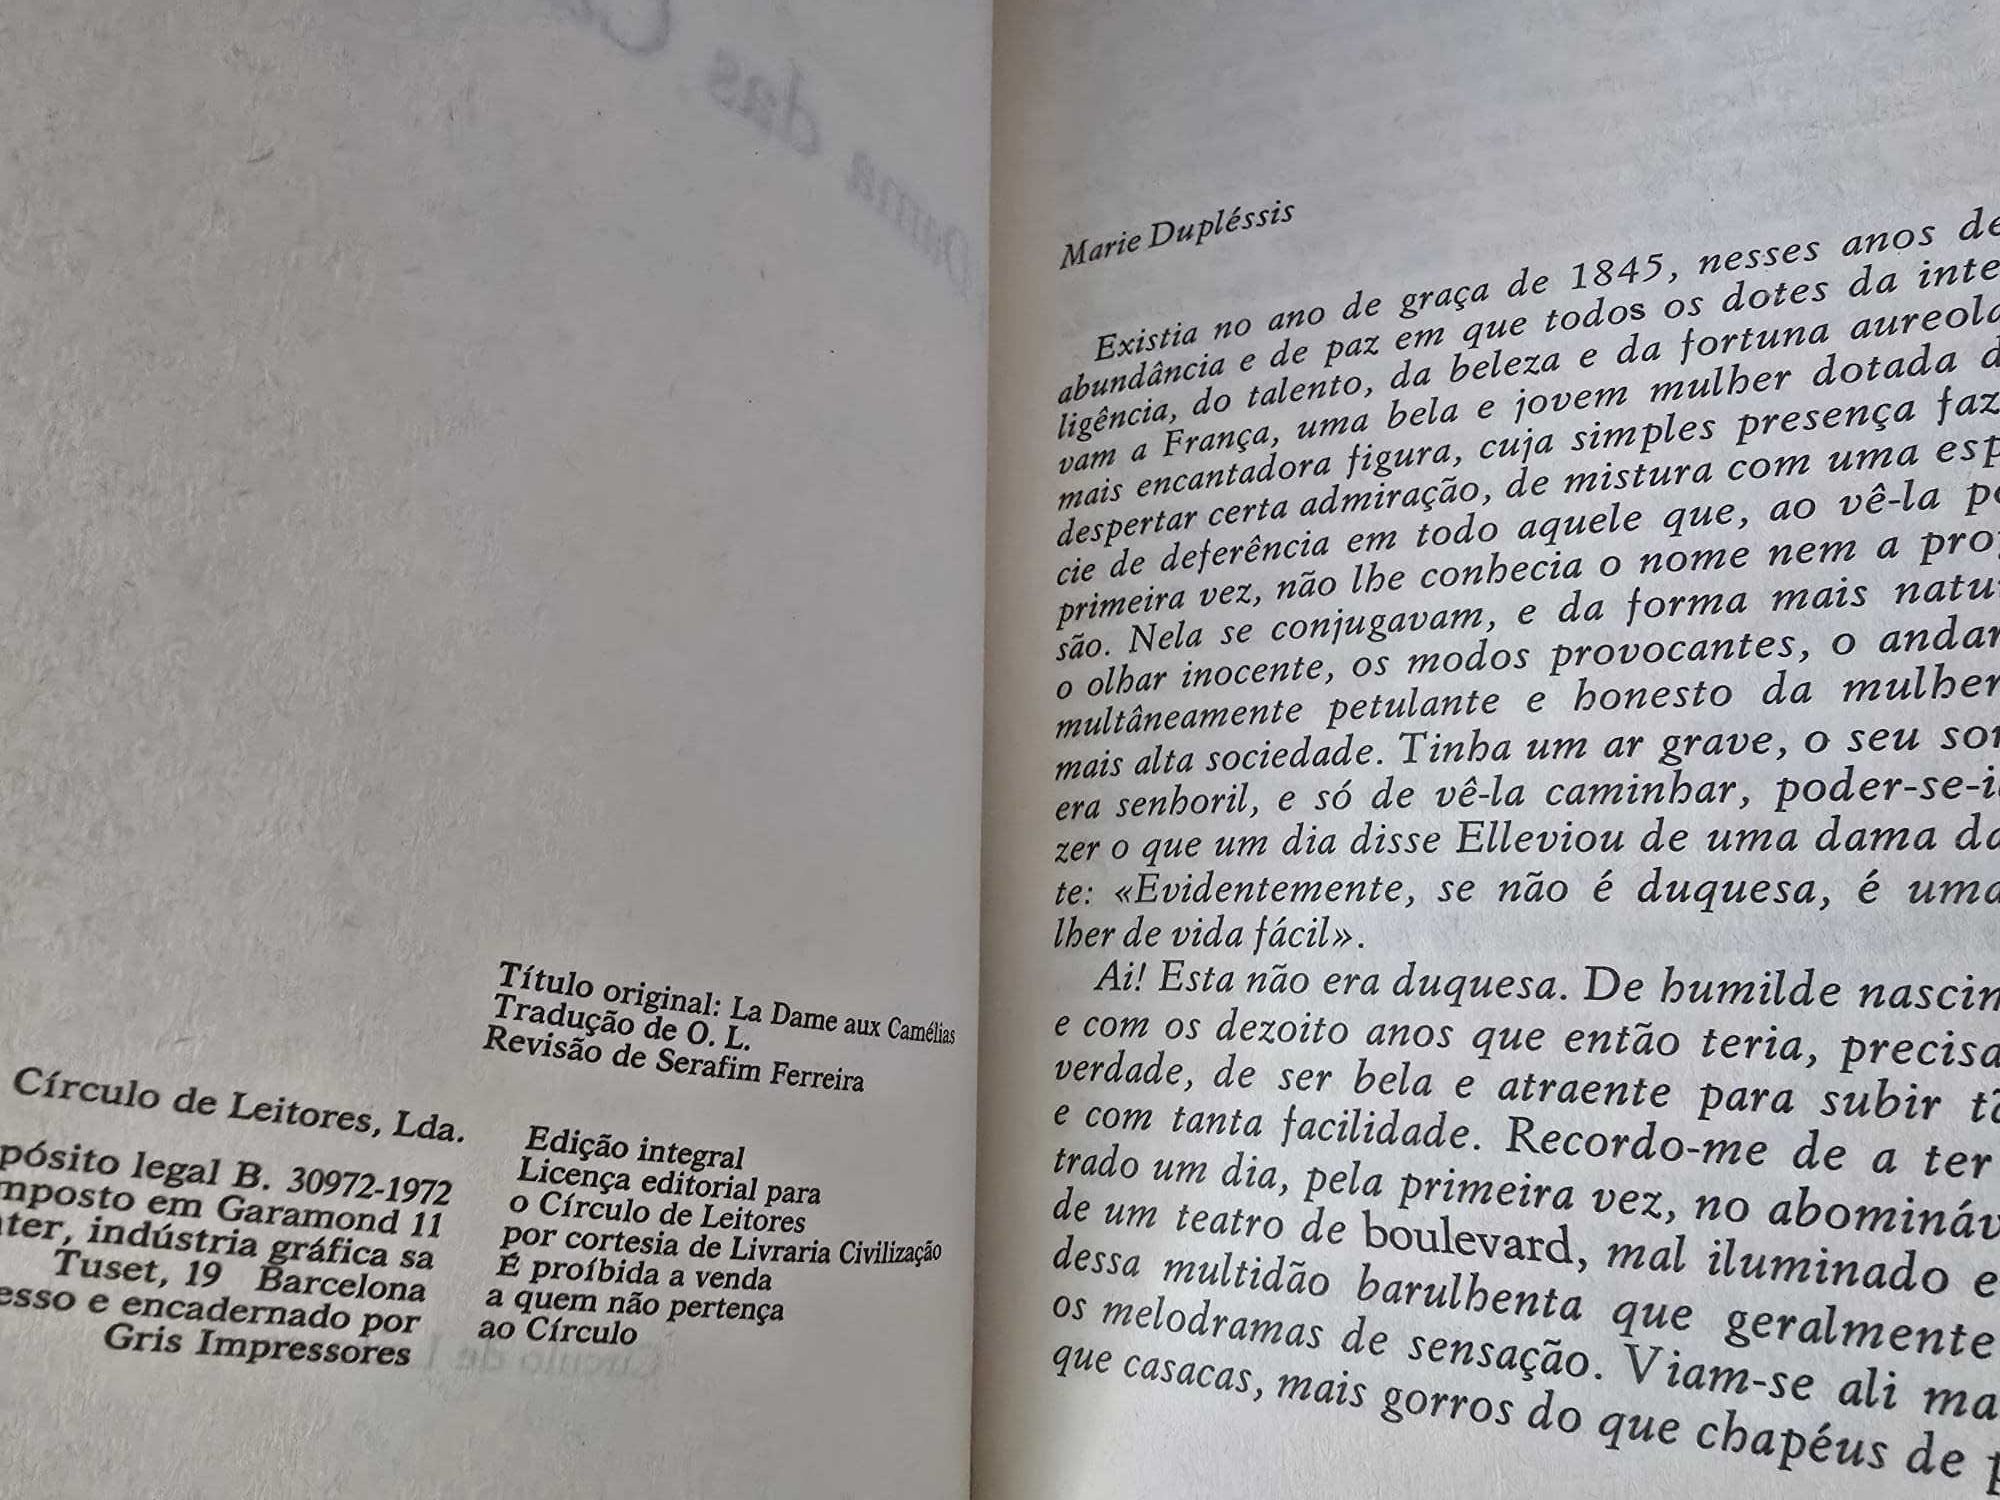 Título original: La Dame aux Camélias
Tradução de O. L.
Revisão de Serafim Ferreira
Círculo de Leitores, Lda.
pósito legal B. 30972-1972
mposto em Garamond 11
ter, indústria gráfica sa
Tuset, 19 Barcelona
esso e encadernado por
Gris Impressores
Edição integral
Licença editorial para
o Círculo de Leitores
por cortesia de Livraria Civilização
É proíbida a venda
a quem não pertença
ao Círculo
Marie Dupléssis
Existia no ano de graça de 1845, nesses anos de
abundância e de paz em que todos os dotes da inte
ligência, do talento, da beleza e da fortuna aureola
vam a França, uma bela e jovem mulher dotada d
mais encantadora figura, cuja simples presença faz
despertar certa admiração, de mistura com uma esp
cie de deferência em todo aquele que, ao vê-la p
primeira vez, não lhe conhecia o nome nem a prof
são. Nela se conjugavam, e da forma mais natu
o olhar inocente, os modos provocantes, o andar
multâneamente petulante e honesto da mulher
mais alta sociedade. Tinha um ar grave, o seu sor
era senhoril, e só de vê-la caminhar, poder-se-i
zer o que um dia disse Elleviou de uma dama da
te: «Evidentemente, se não é duquesa, é uma
lher de vida fácil».
Ai! Esta não era duquesa. De humilde nascim
e com os dezoito anos que então teria, precisa
verdade, de ser bela e atraente para subir tã
e com tanta facilidade. Recordo-me de a ter
trado um dia, pela primeira vez, no abomináv
de um teatro de boulevard, mal iluminado e
dessa multidão barulhenta que geralmente
os melodramas de sensação. Viam-se ali ma
que casacas, mais gorros do que chapéus de p